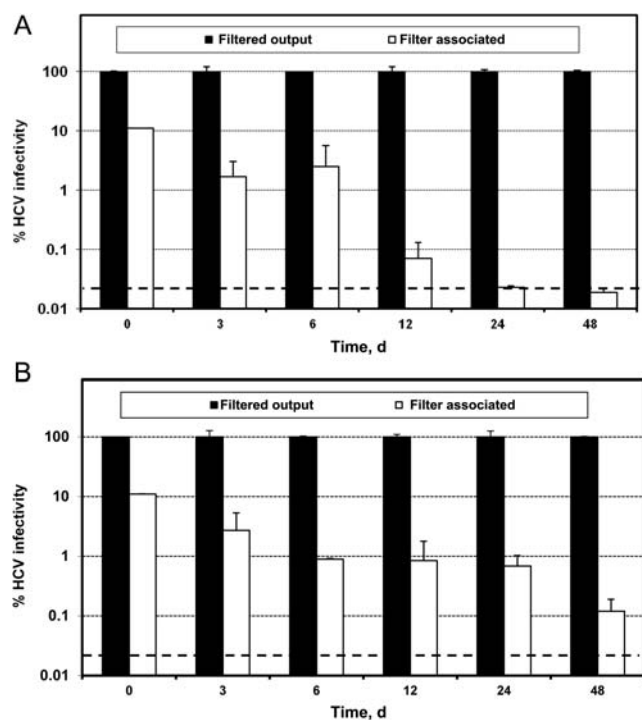 A
Filtered output Filter associated
% HCV infectivity
100
10
1
0.1
0.01
0 3 6 12 24 48
Time, d
B
Filtered output Filter associated
% HCV infectivity
100
10
1
0.1
0.01
0 3 6 12 24 48
Time, d